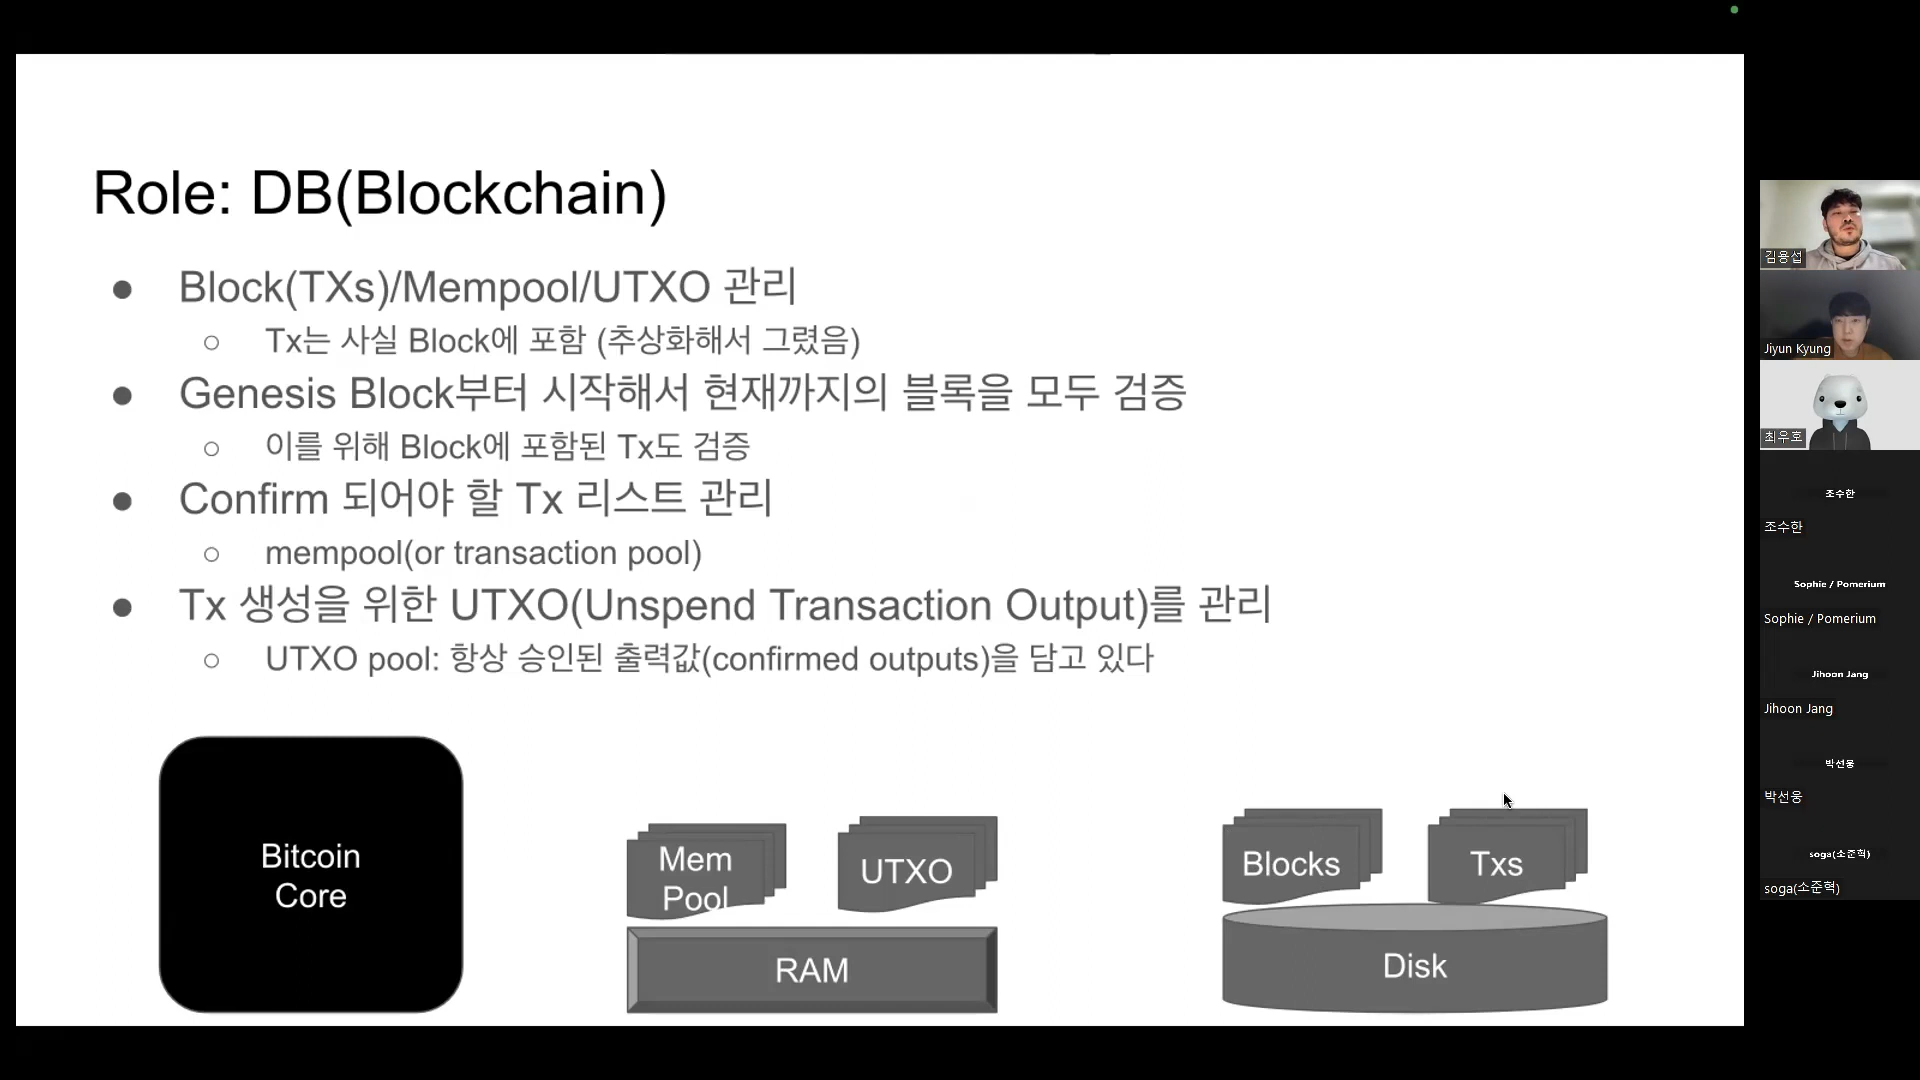 Role: DB(Blockchain)
● Block(TXs)/Mempool/UTXO 관리
○ Tx는 사실 Block에 포함 (추상화해서 그렸음)
● Genesis Block부터 시작해서 현재까지의 블록을 모두 검증
○ 이를 위해 Block에 포함된 Tx도 검증
● Confirm 되어야 할 Tx 리스트 관리
○ mempool(or transaction pool)
● Tx 생성을 위한 UTXO(Unspend Transaction Output)를 관리
○ UTXO pool: 항상 승인된 출력값(confirmed outputs)을 담고 있다
Bitcoin
Core
Mem
Pool
UTXO
RAM
Blocks
Txs
Disk
김용섭
Jiyun Kyung
최우호
조수한
조수한
Sophie / Pomerium
Sophie / Pomerium
Jihoon Jang
Jihoon Jang
박선웅
박선웅
soga(소준혁)
soga(소준혁)